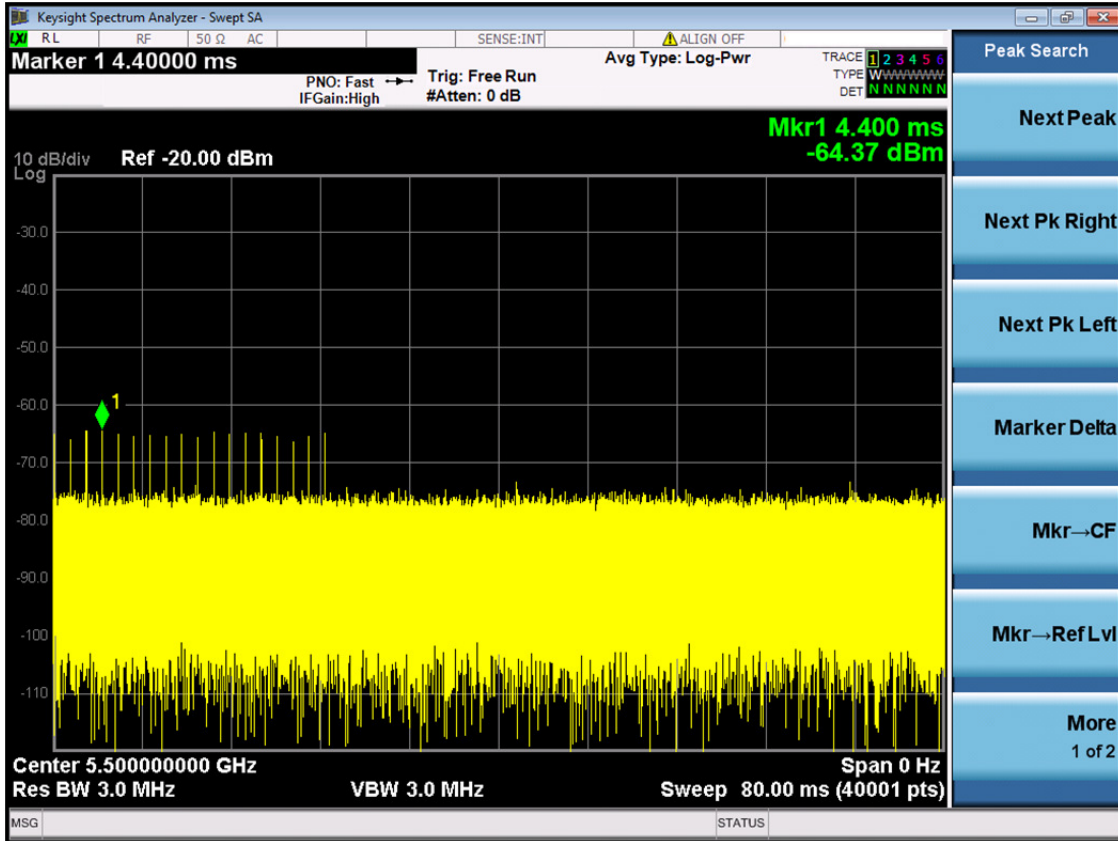 Keysight Spectrum Analyzer - Swept SA
LXI RL RF 50 Ω AC SENSE:INT ALIGN OFF
Marker 1 4.40000 ms
PNO: Fast
IFGain:High
Trig: Free Run
#Atten: 0 dB
Avg Type: Log-Pwr
TRACE 1 2 3 4 5 6
TYPE WWWWWW
DET N N N N N N
Mkr1 4.400 ms
-64.37 dBm
10 dB/div Ref -20.00 dBm
Log
-30.0
-40.0
-50.0
1
-60.0
-70.0
-80.0
-90.0
-100
-110
Center 5.500000000 GHz Span 0 Hz
Res BW 3.0 MHz VBW 3.0 MHz Sweep 80.00 ms (40001 pts)
MSG STATUS
Peak Search
Next Peak
Next Pk Right
Next Pk Left
Marker Delta
Mkr→CF
Mkr→Ref Lvl
More
1 of 2